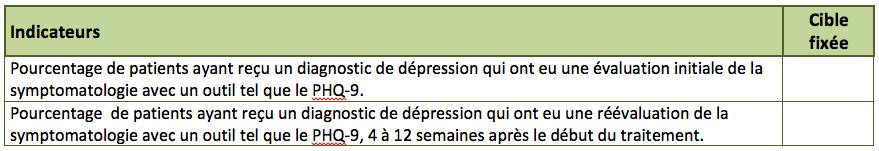 Indicateurs
Cible
fixée
Pourcentage de patients ayant reçu un diagnostic de dépression qui ont eu une évaluation initiale de la
symptomatologie avec un outil tel que le PHQ-9.
Pourcentage  de patients ayant reçu un diagnostic de dépression qui ont eu une réévaluation de la
symptomatologie avec un outil tel que le PHQ-9, 4 à 12 semaines après le début du traitement.